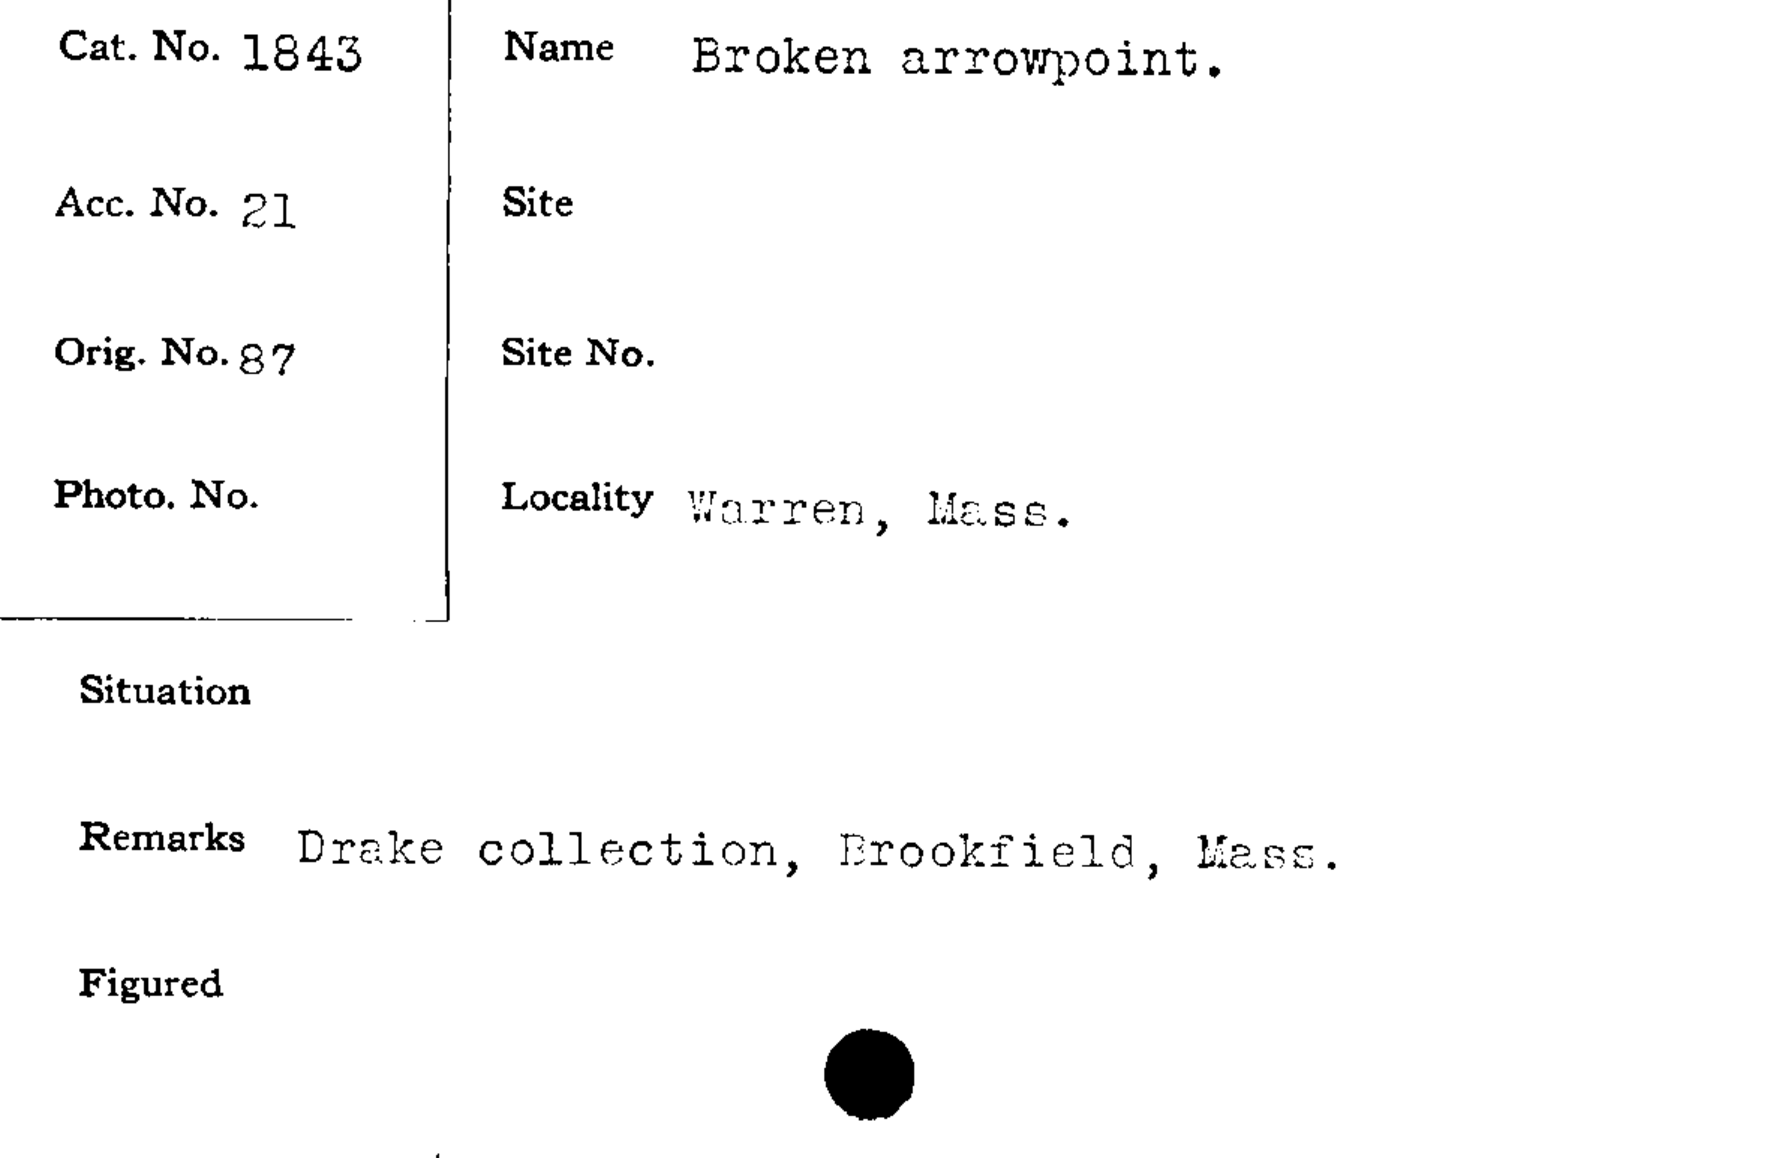 Cat. No. 1843
Acc. No. 21
Orig. No. 87
Photo. No.
Name Broken arrowpoint.
Site
Site No.
Locality Warren, Mass.
Situation
Remarks Drake collection, Brookfield, Mass.
Figured